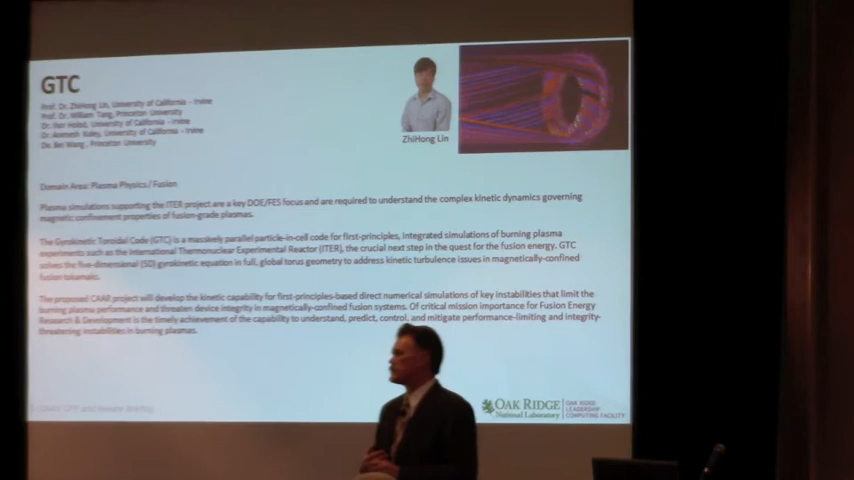 GTC
Prof. Dr. ZhiHong Lin, University of California - Irvine
Prof. Dr. William Tang, Princeton University
Dr. Ihor Holod, University of California - Irvine
Dr. Animesh Kuley, University of California - Irvine
Dr. Bei Wang, Princeton University
ZhiHong Lin
Domain Area: Plasma Physics / Fusion
Plasma simulations supporting the ITER project are a key DOE/FES focus and are required to understand the complex kinetic dynamics governing
magnetic confinement properties of fusion-grade plasmas.
The Gyrokinetic Toroidal Code (GTC) is a massively parallel particle-in-cell code for first-principles, integrated simulations of burning plasma
experiments such as the International Thermonuclear Experimental Reactor (ITER), the crucial next step in the quest for the fusion energy. GTC
solves the five-dimensional (5D) gyrokinetic equation in full, global torus geometry to address kinetic turbulence issues in magnetically-confined
fusion tokamaks.
The proposed CAAR project will develop the kinetic capability for first-principles-based direct numerical simulations of key instabilities that limit the
burning plasma performance and threaten device integrity in magnetically-confined fusion systems. Of critical mission importance for Fusion Energy
Research & Development is the timely achievement of the capability to understand, predict, control, and mitigate performance-limiting and integrity-
threatening instabilities in burning plasmas.
OAK RIDGE
National Laboratory
OAK RIDGE
LEADERSHIP
COMPUTING FACILITY